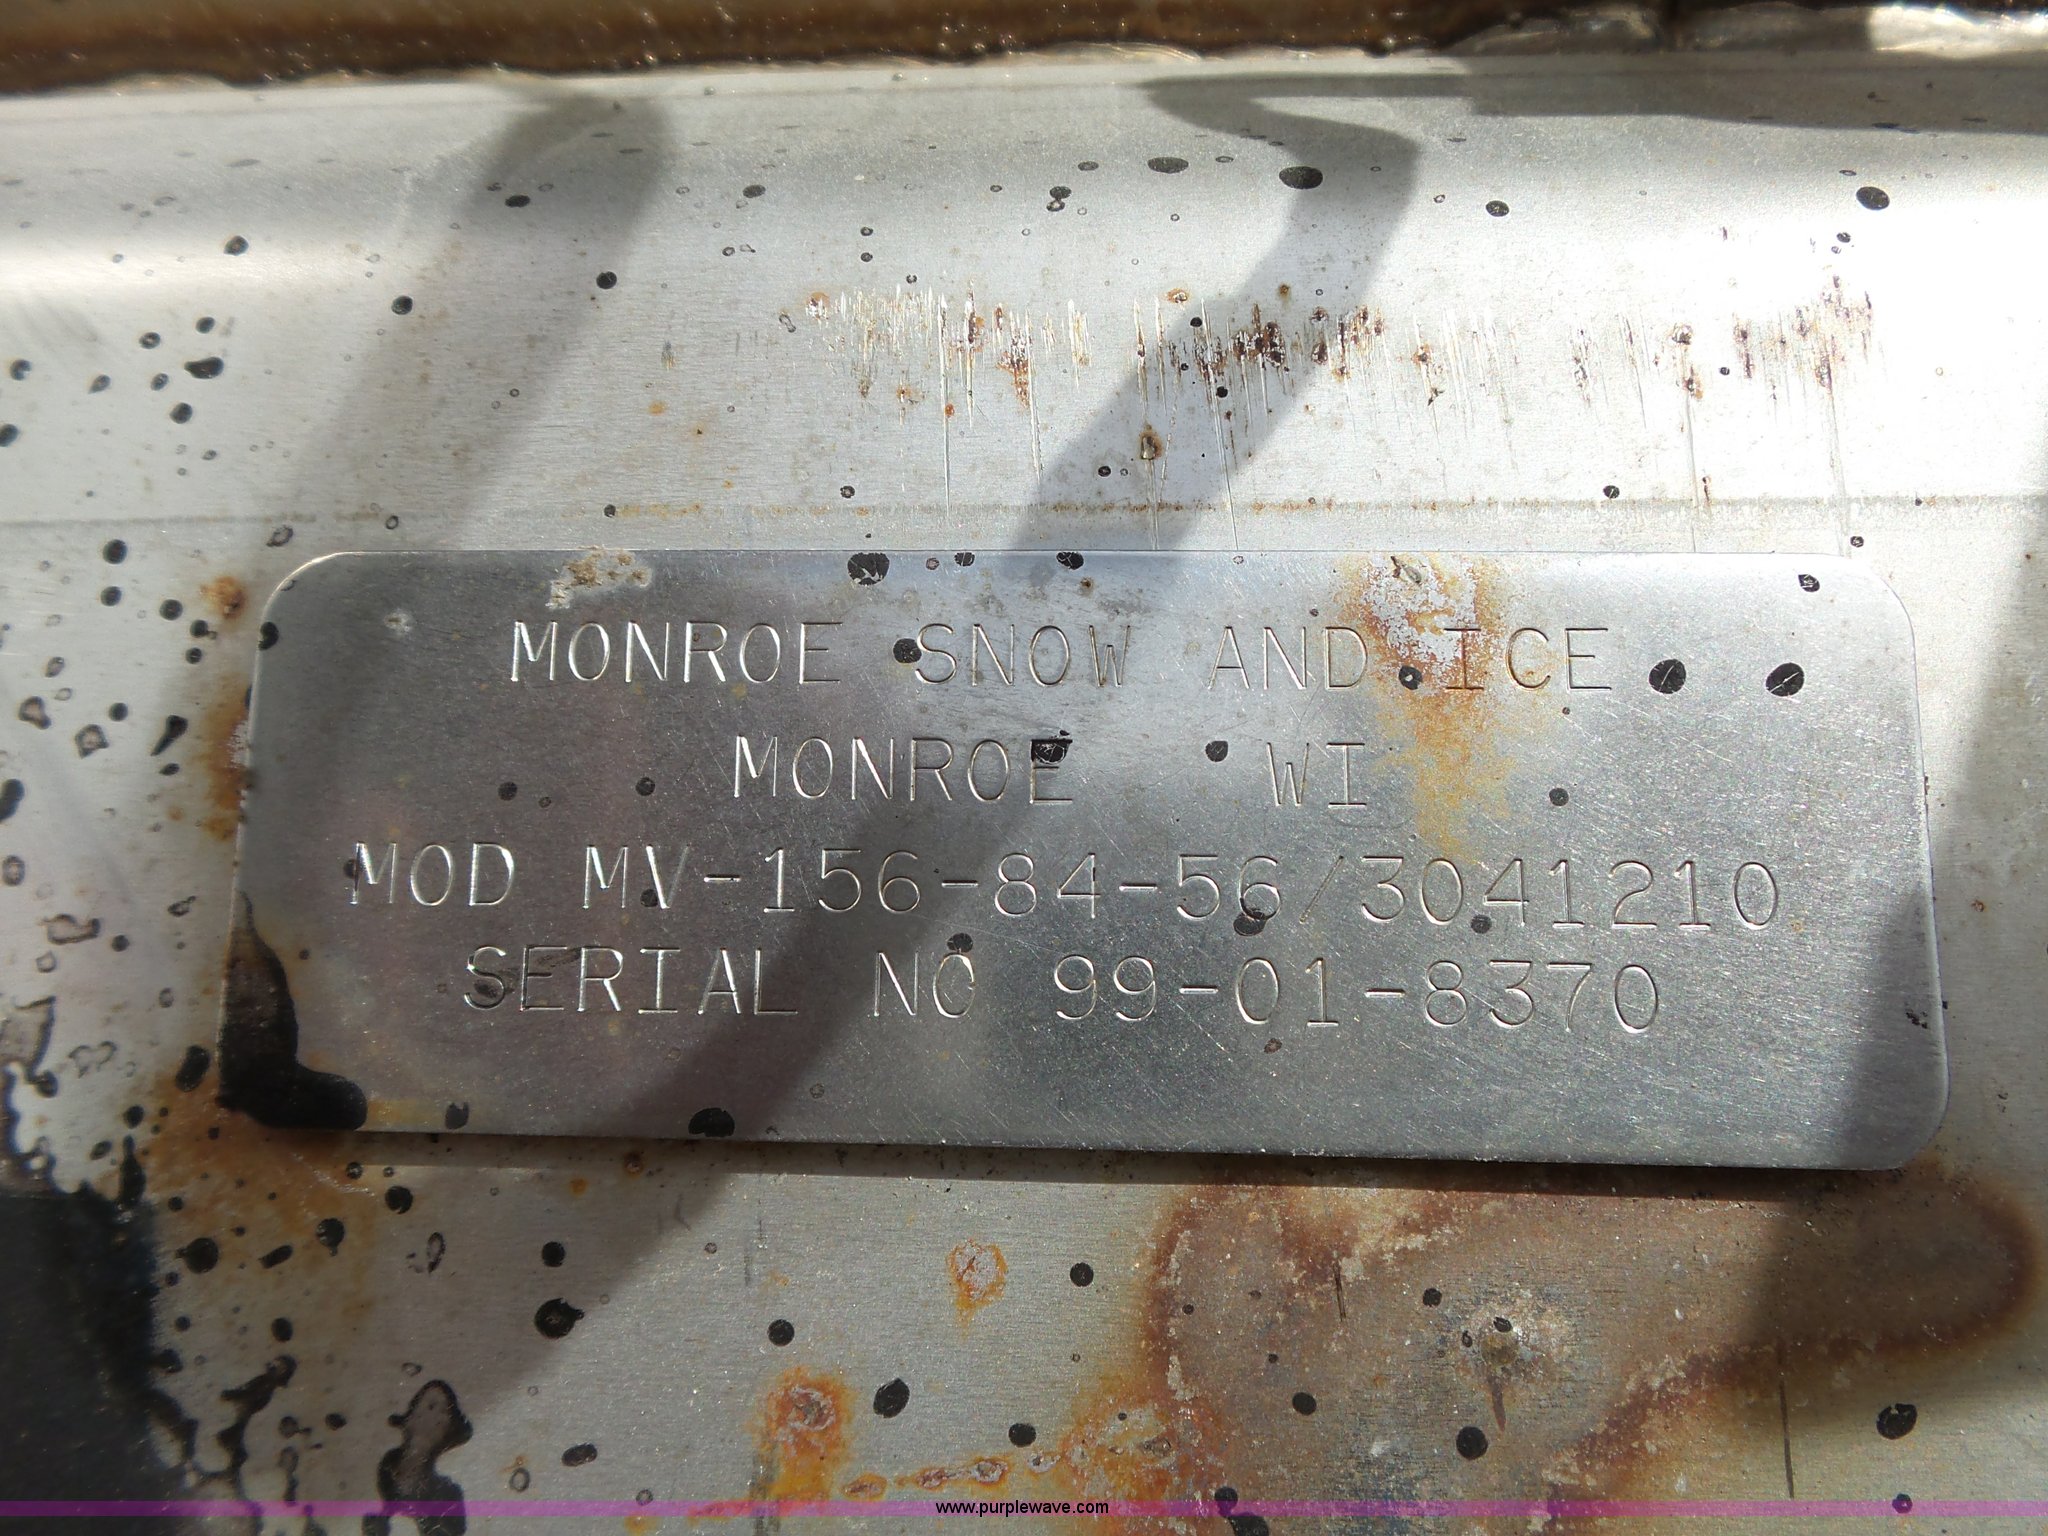 MONROE SNOW AND ICE
MONROE WI
MOD MV-156-84-56/3041210
SERIAL NO 99-01-8370
www.purplewave.com